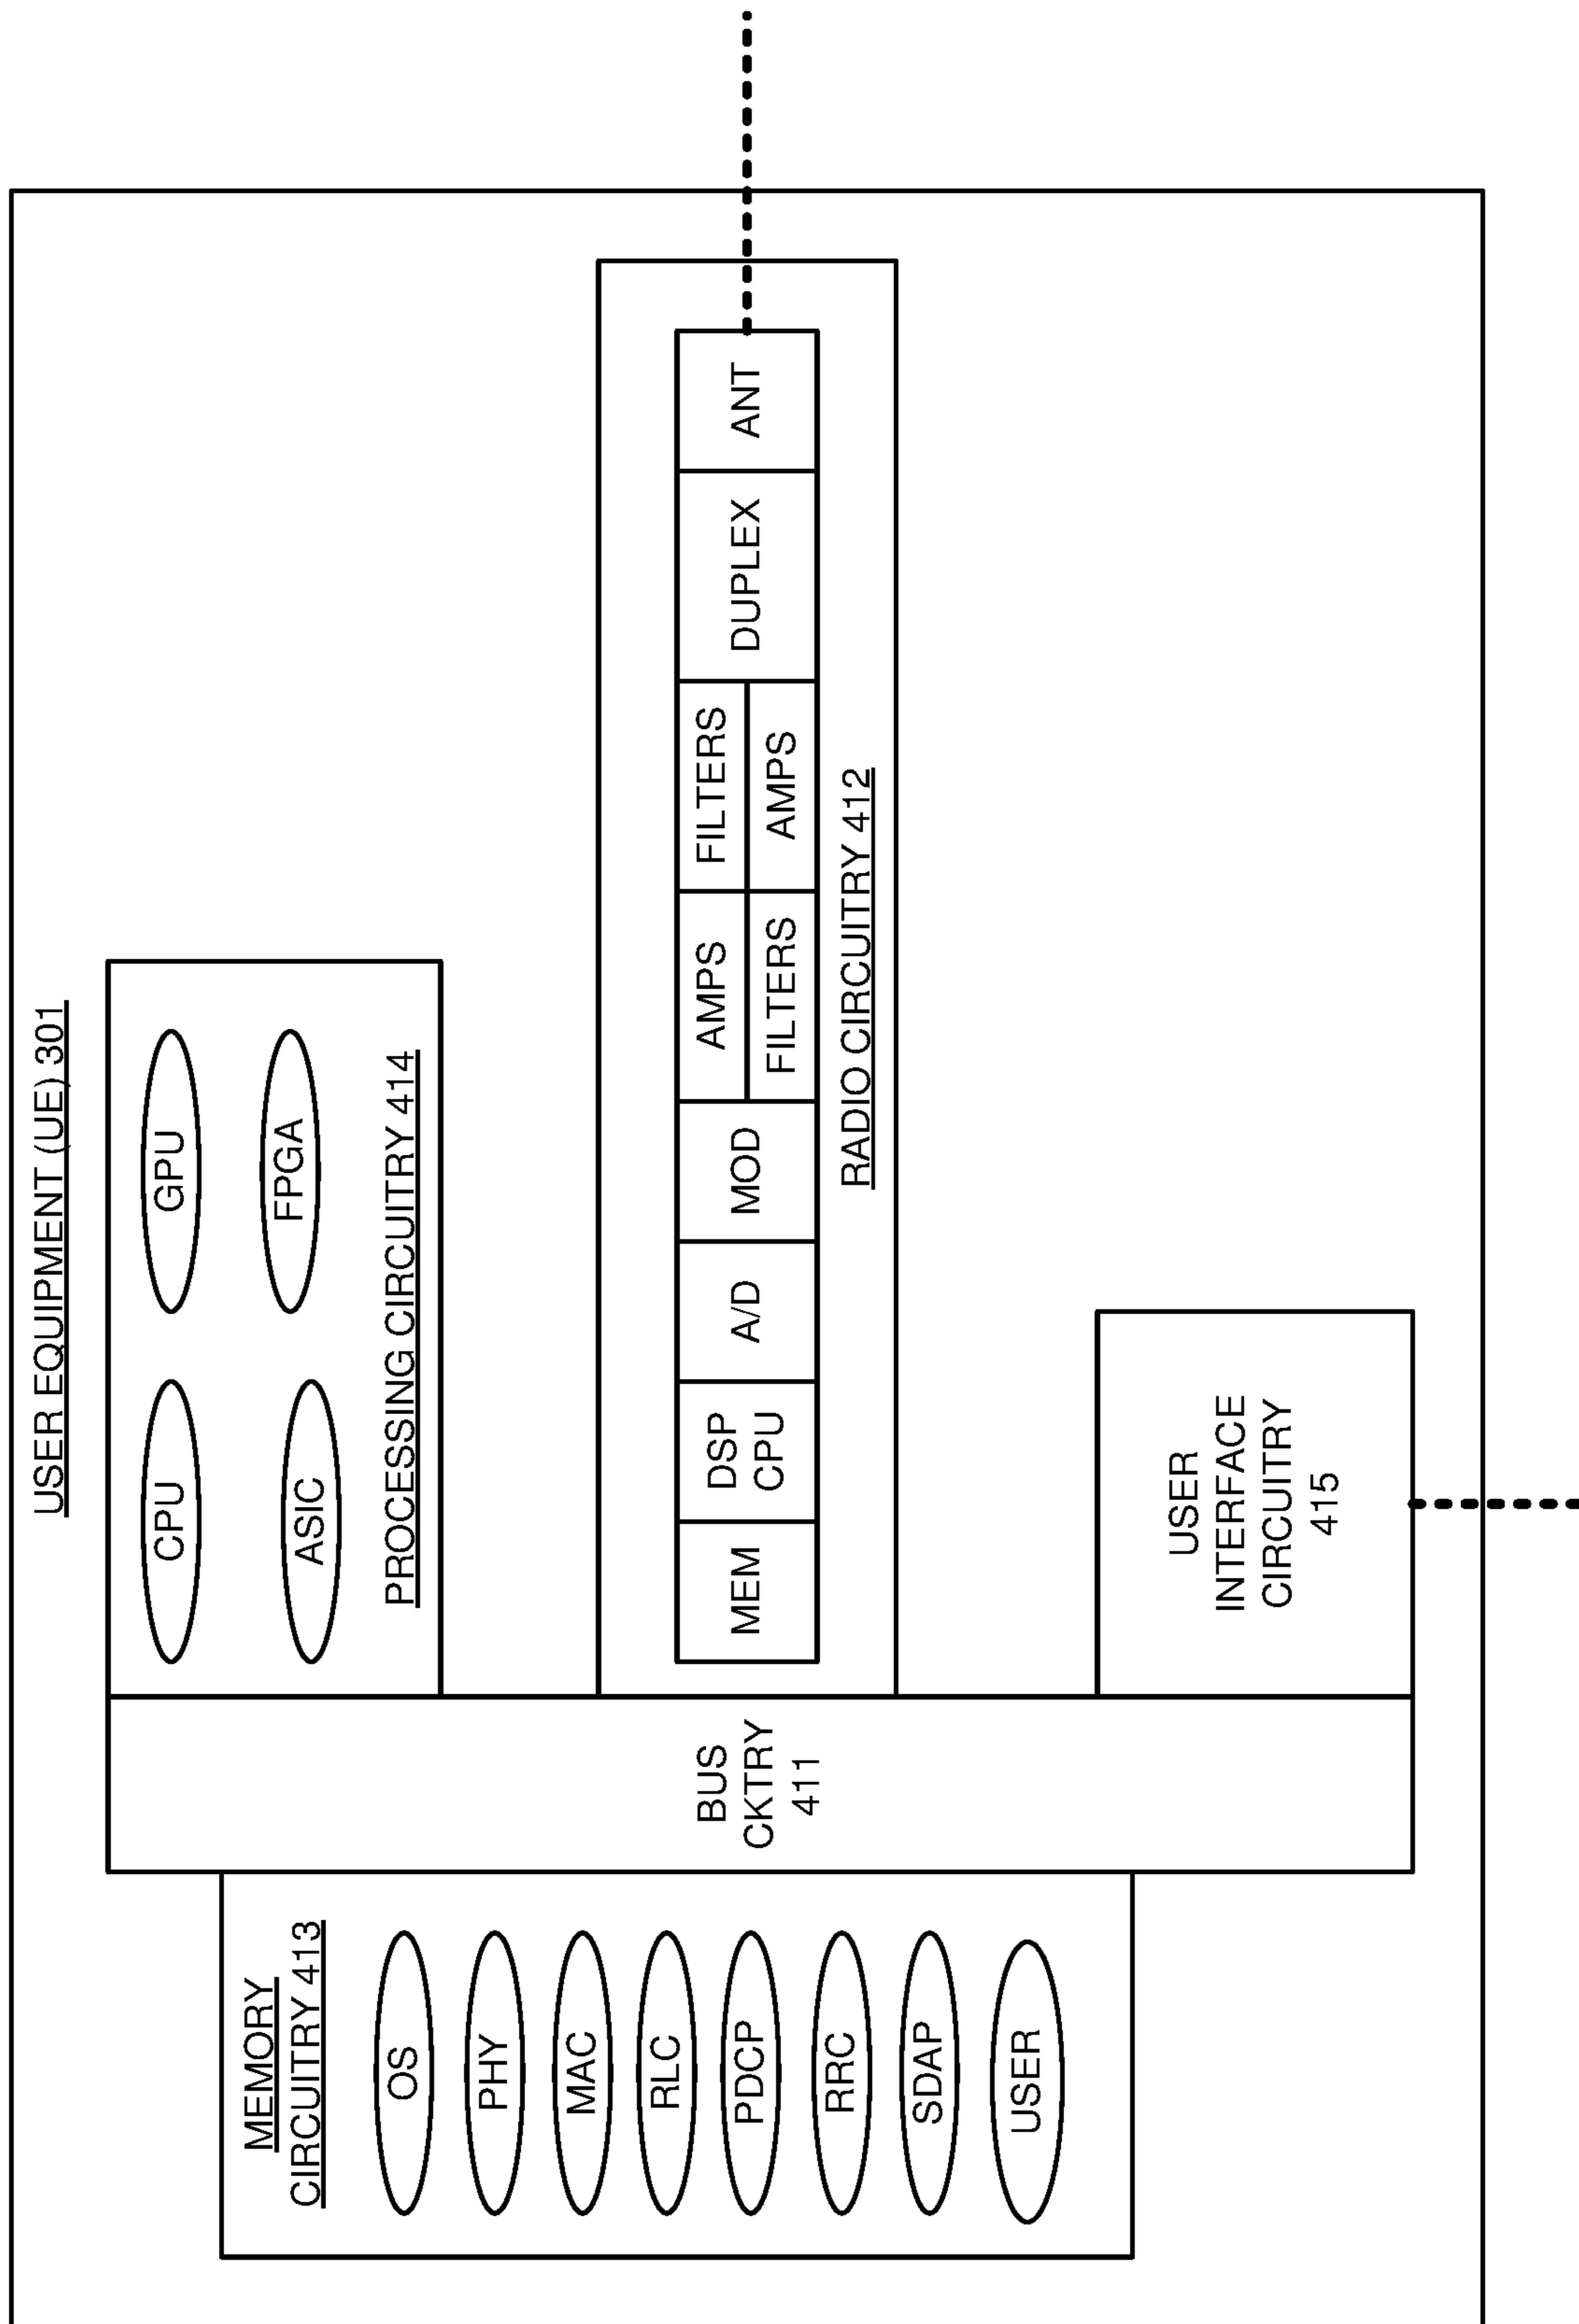 USER EQUIPMENT (UE) 301
MEMORY
CIRCUITRY 413
OS
PHY
MAC
RLC
PDCP
RRC
SDAP
USER
BUS
CKTRY
411
CPU
GPU
ASIC
FPGA
PROCESSING CIRCUITRY 414
MEM
DSP
CPU
A/D
MOD
AMPS
FILTERS
FILTERS
AMPS
DUPLEX
ANT
RADIO CIRCUITRY 412
USER
INTERFACE
CIRCUITRY
415